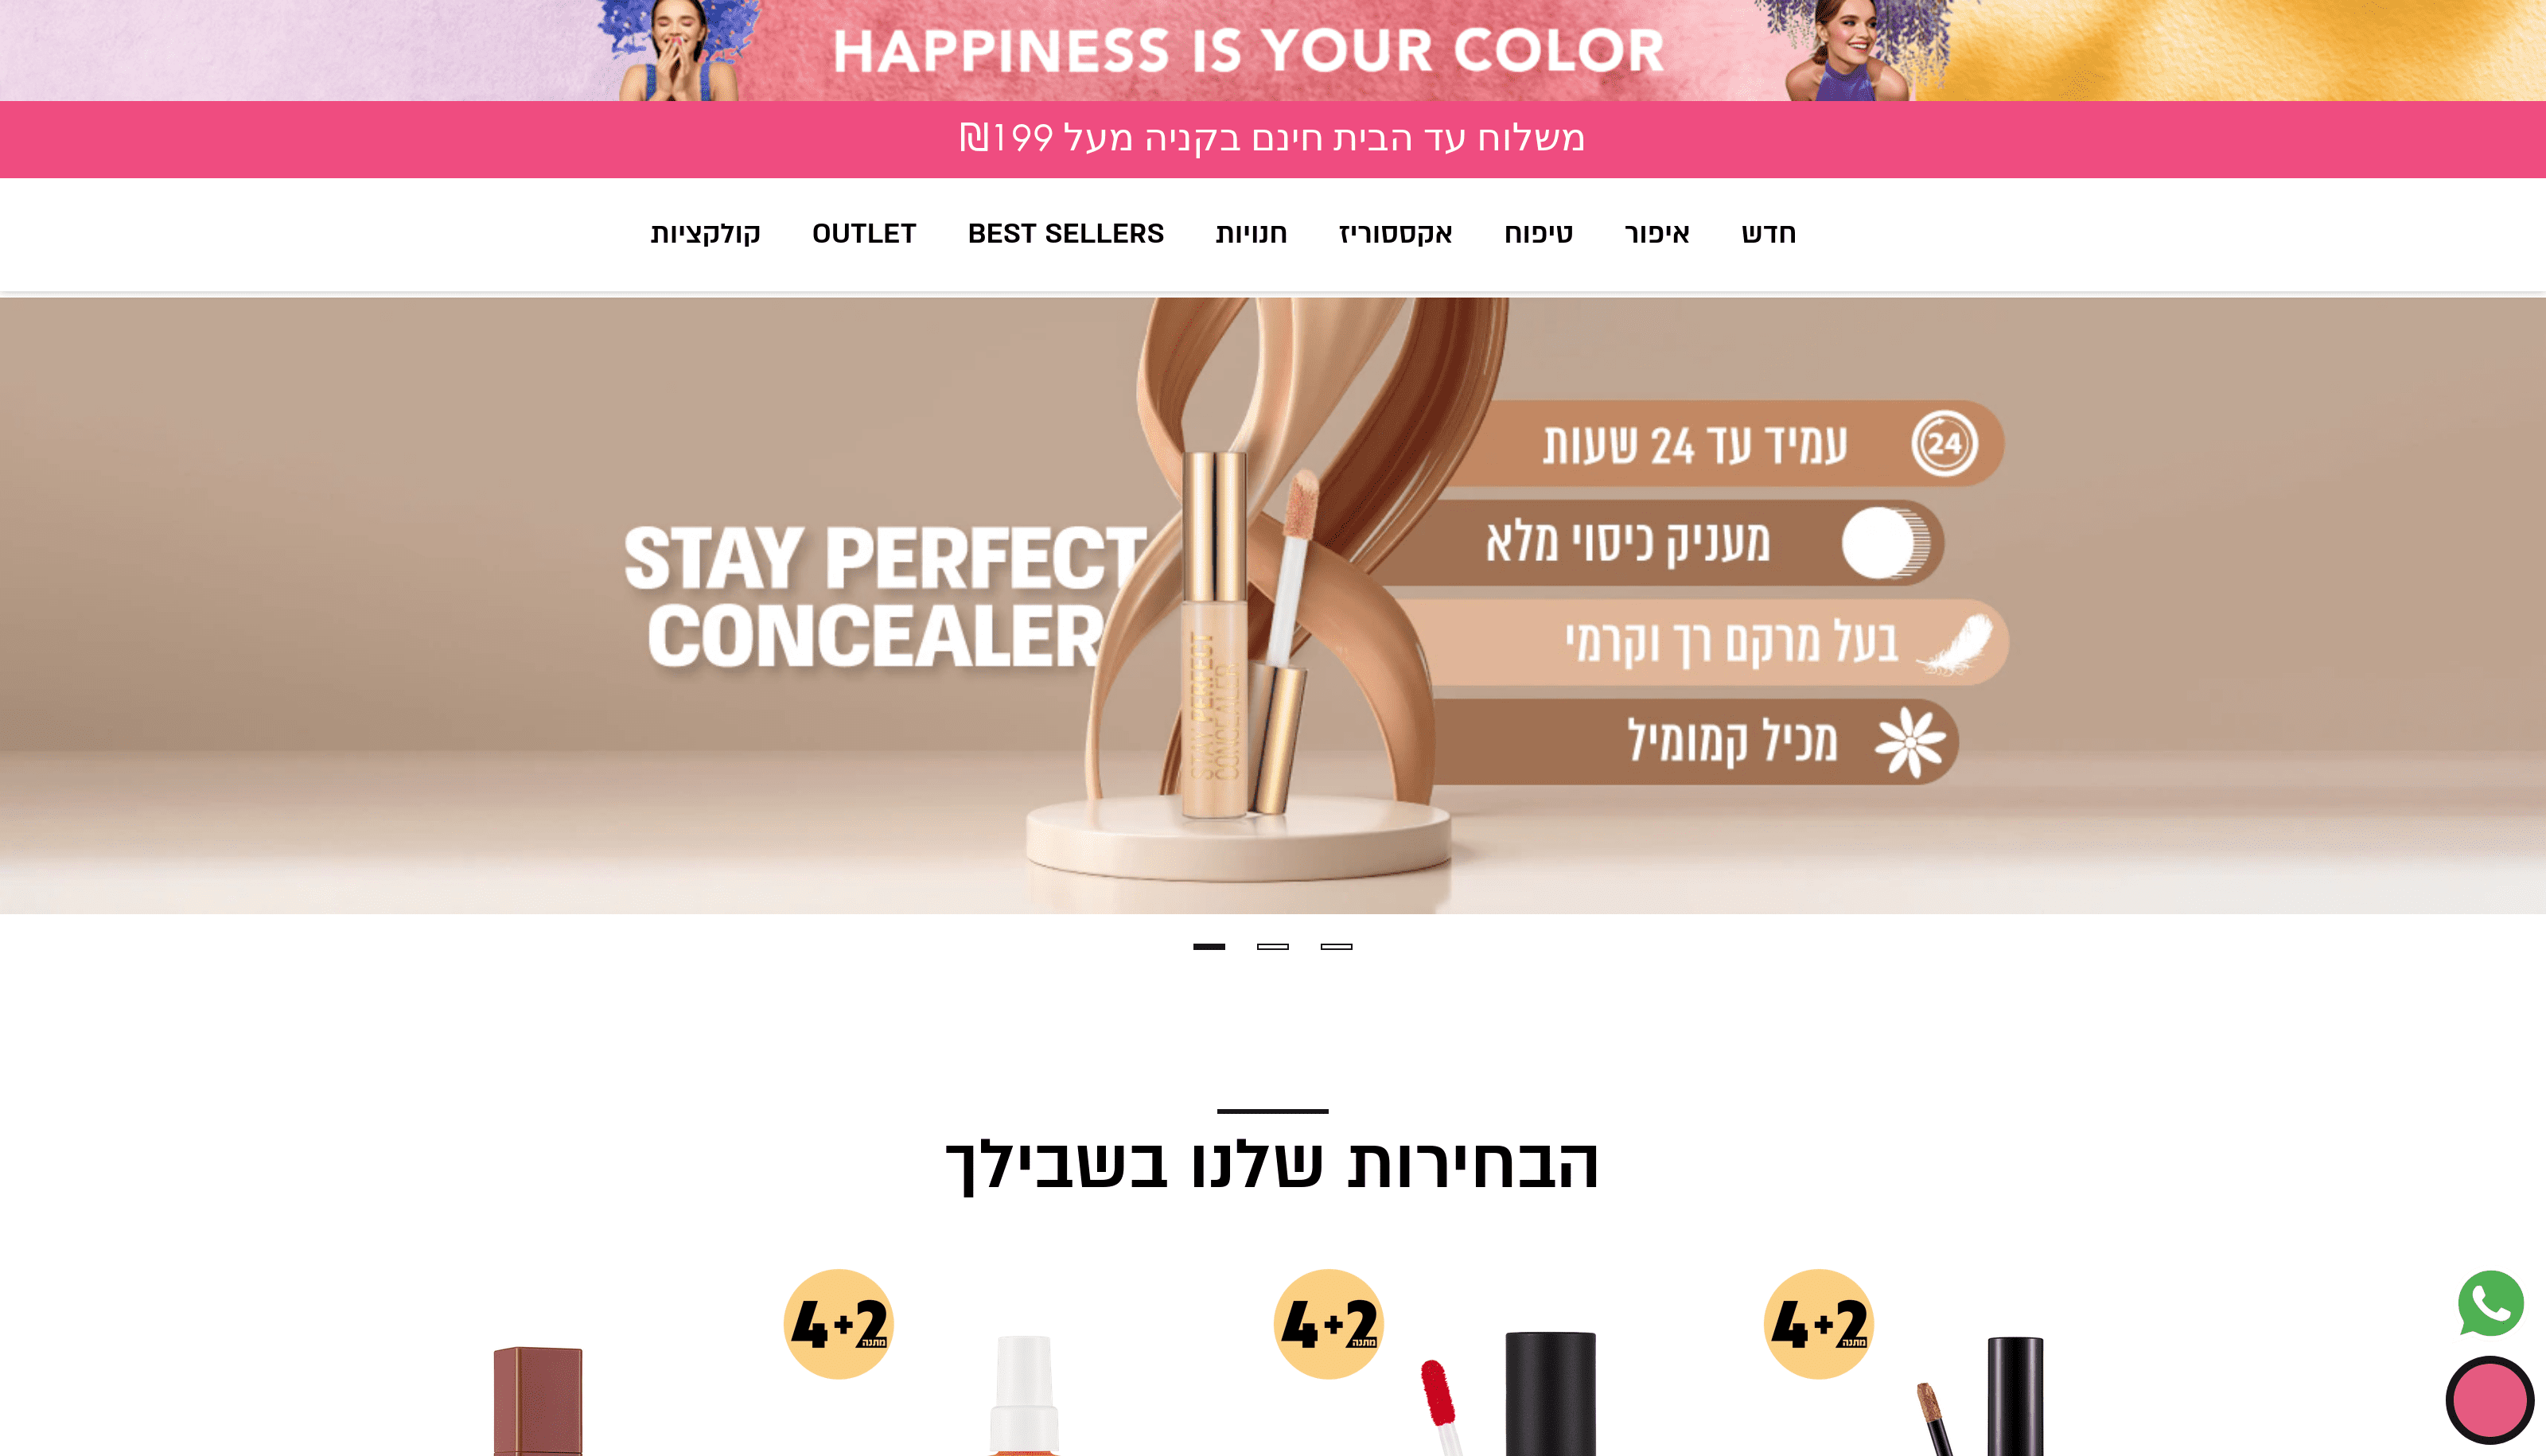 HAPPINESS IS YOUR COLOR
משלוח עד הבית חינם בקניה מעל 199₪
חדש איפור טיפוח אקססוריז חנויות BEST SELLERS OUTLET קולקציות
STAY PERFECT
CONCEALER
24 עמיד עד 24 שעות
מעניק כיסוי מלא
בעל מרקם רך וקרמי
מכיל קמומיל
STAY PERFECT
CONCEALER
הבחירות שלנו בשבילך
4+2 מתנה
4+2 מתנה
4+2 מתנה